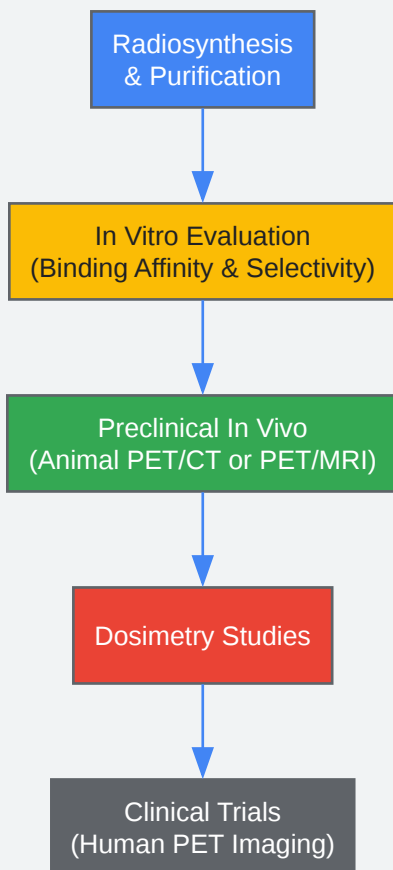 Radiosynthesis
& Purification
In Vitro Evaluation
(Binding Affinity & Selectivity)
Preclinical In Vivo
(Animal PET/CT or PET/MRI)
Dosimetry Studies
Clinical Trials
(Human PET Imaging)